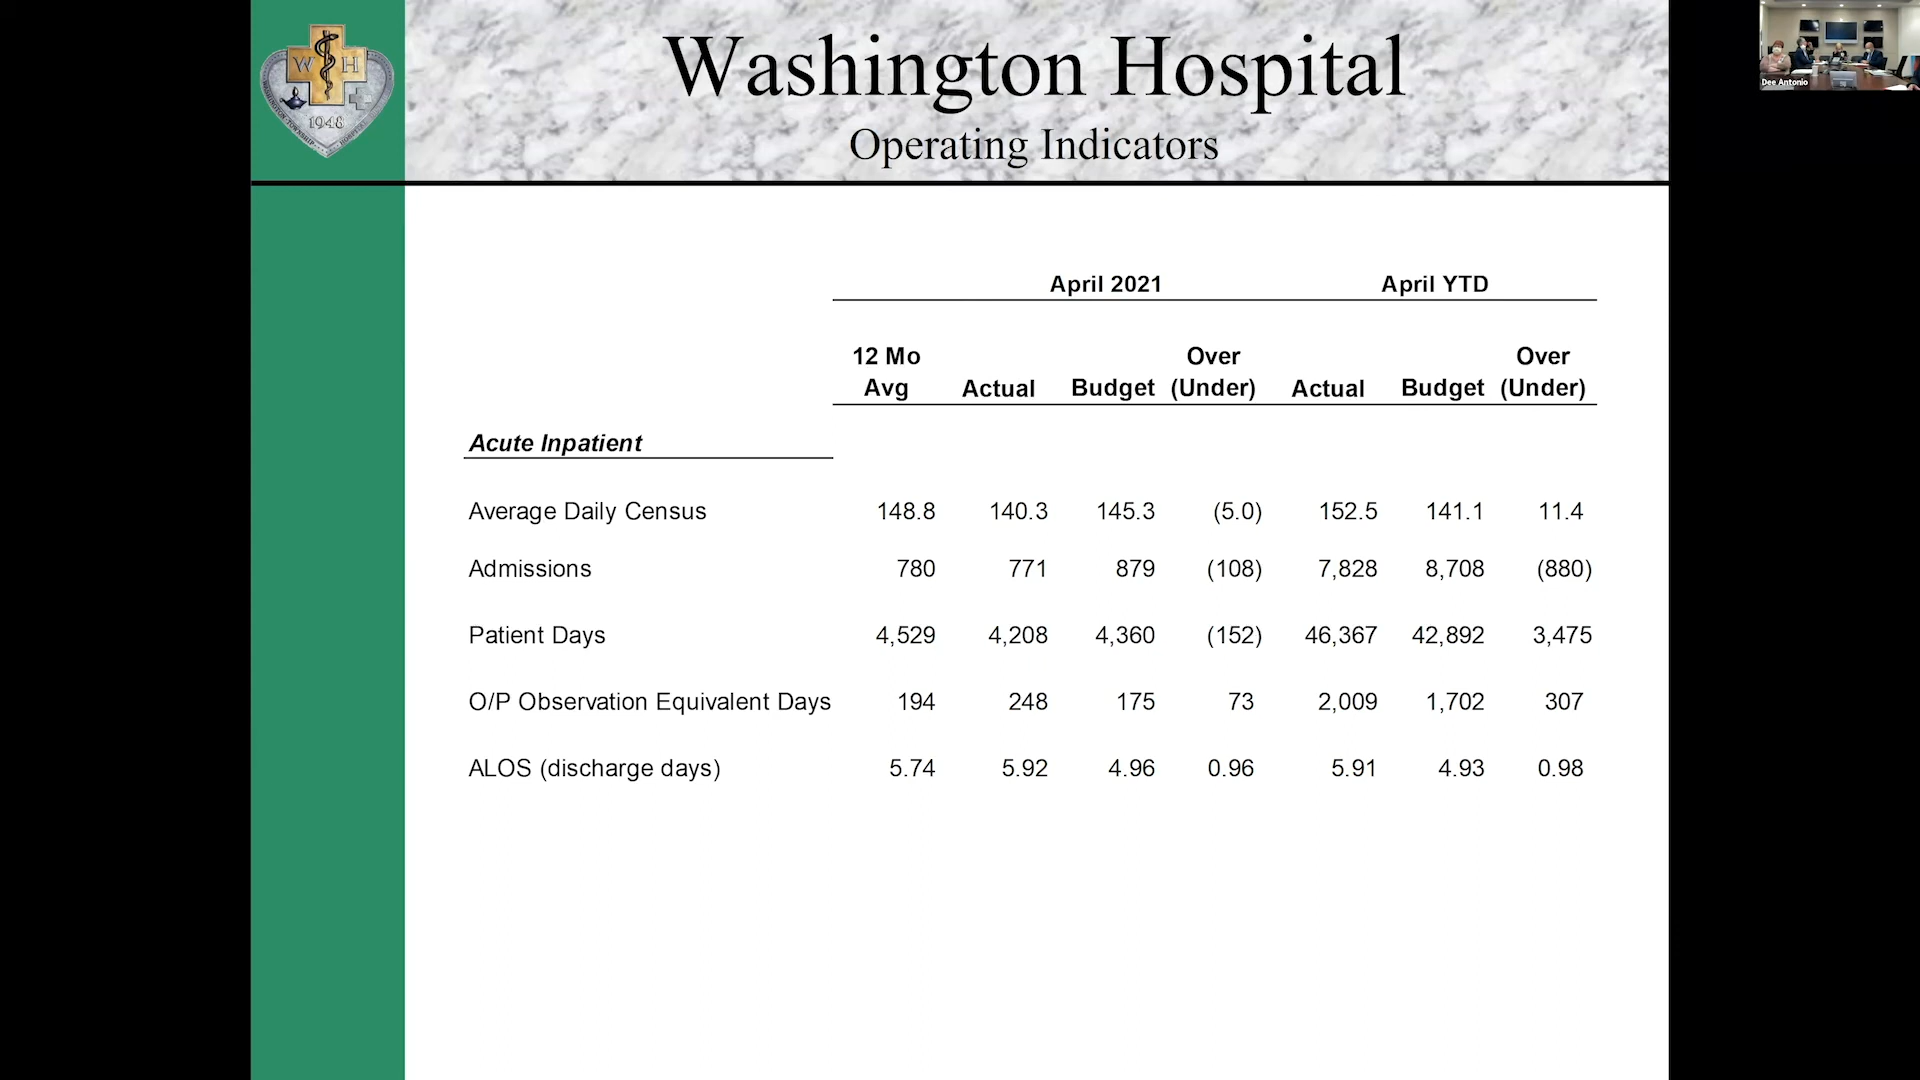 Washington Hospital
Operating Indicators
W H
1948
Dee Antonio
April 2021 April YTD
12 Mo Over Over
Avg Actual Budget (Under) Actual Budget (Under)
Acute Inpatient
Average Daily Census 148.8 140.3 145.3 (5.0) 152.5 141.1 11.4
Admissions 780 771 879 (108) 7,828 8,708 (880)
Patient Days 4,529 4,208 4,360 (152) 46,367 42,892 3,475
O/P Observation Equivalent Days 194 248 175 73 2,009 1,702 307
ALOS (discharge days) 5.74 5.92 4.96 0.96 5.91 4.93 0.98